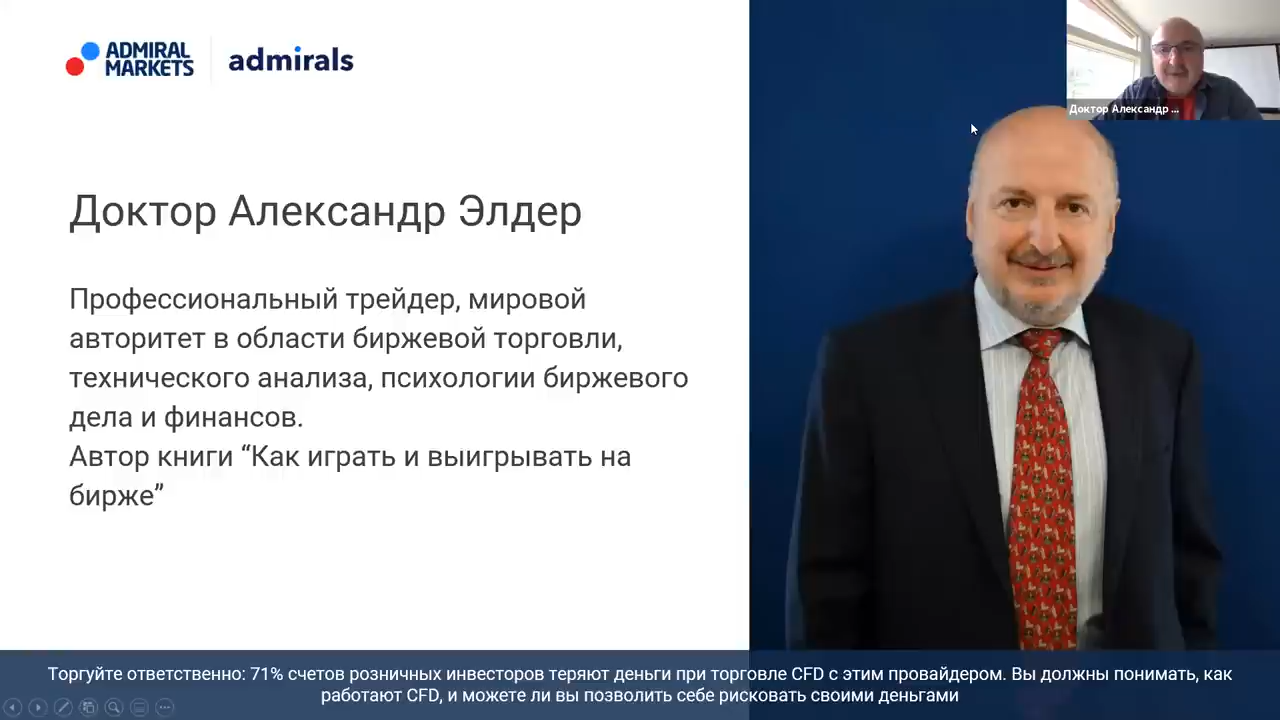 ADMIRAL
MARKETS
admirals
Доктор Александр ...
Доктор Александр Элдер
Профессиональный трейдер, мировой
авторитет в области биржевой торговли,
технического анализа, психологии биржевого
дела и финансов.
Автор книги “Как играть и выигрывать на
бирже”
Торгуйте ответственно: 71% счетов розничных инвесторов теряют деньги при торговле CFD с этим провайдером. Вы должны понимать, как
работают CFD, и можете ли вы позволить себе рисковать своими деньгами